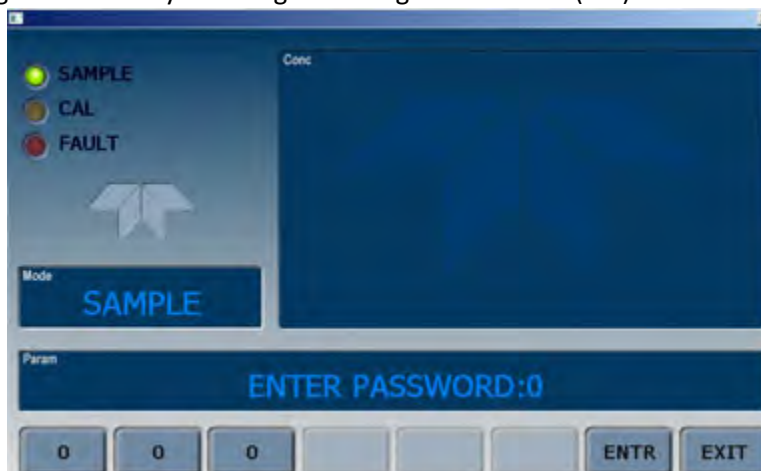 SAMPLE
CAL
FAULT
Conc
Mode
SAMPLE
Param
ENTER PASSWORD:0
0 0 0 ENTR EXIT